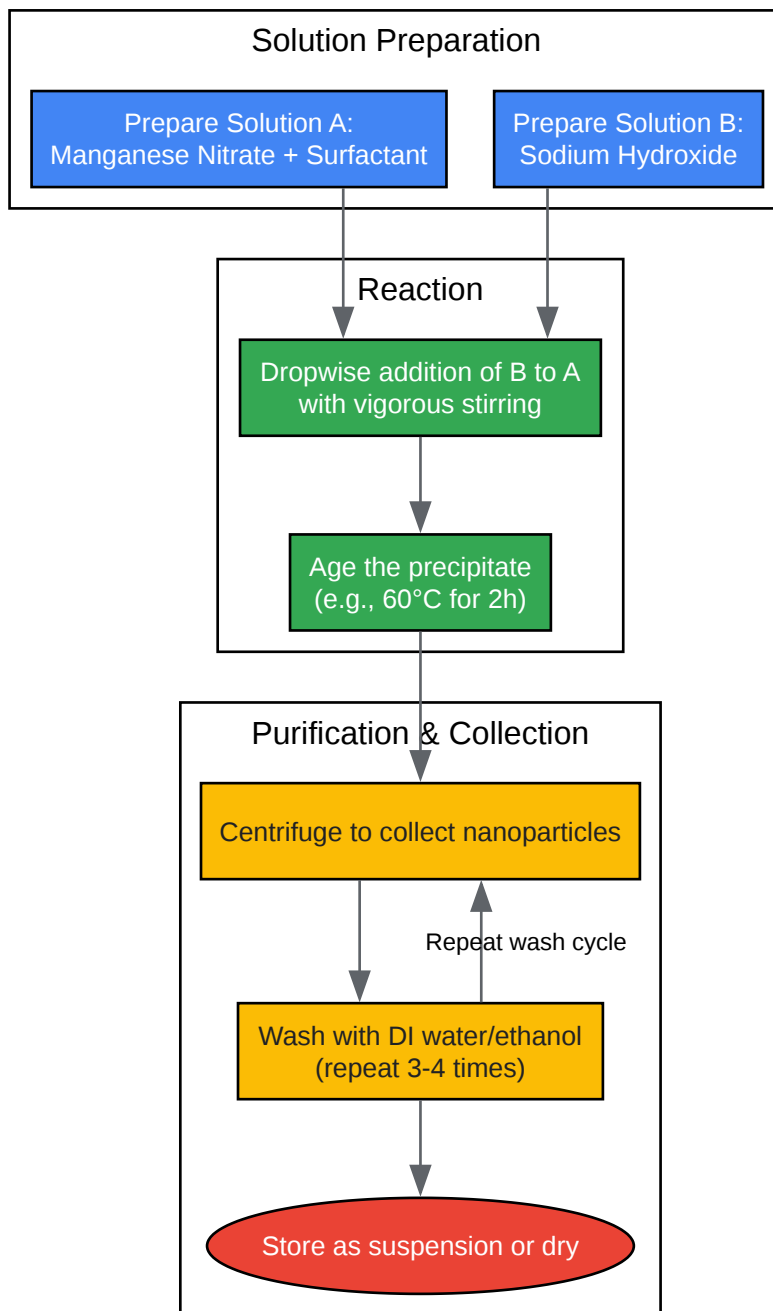 Solution Preparation
Prepare Solution A:
Manganese Nitrate + Surfactant
Prepare Solution B:
Sodium Hydroxide
Reaction
Dropwise addition of B to A
with vigorous stirring
Age the precipitate
(e.g., 60°C for 2h)
Purification & Collection
Centrifuge to collect nanoparticles
Repeat wash cycle
Wash with DI water/ethanol
(repeat 3-4 times)
Store as suspension or dry